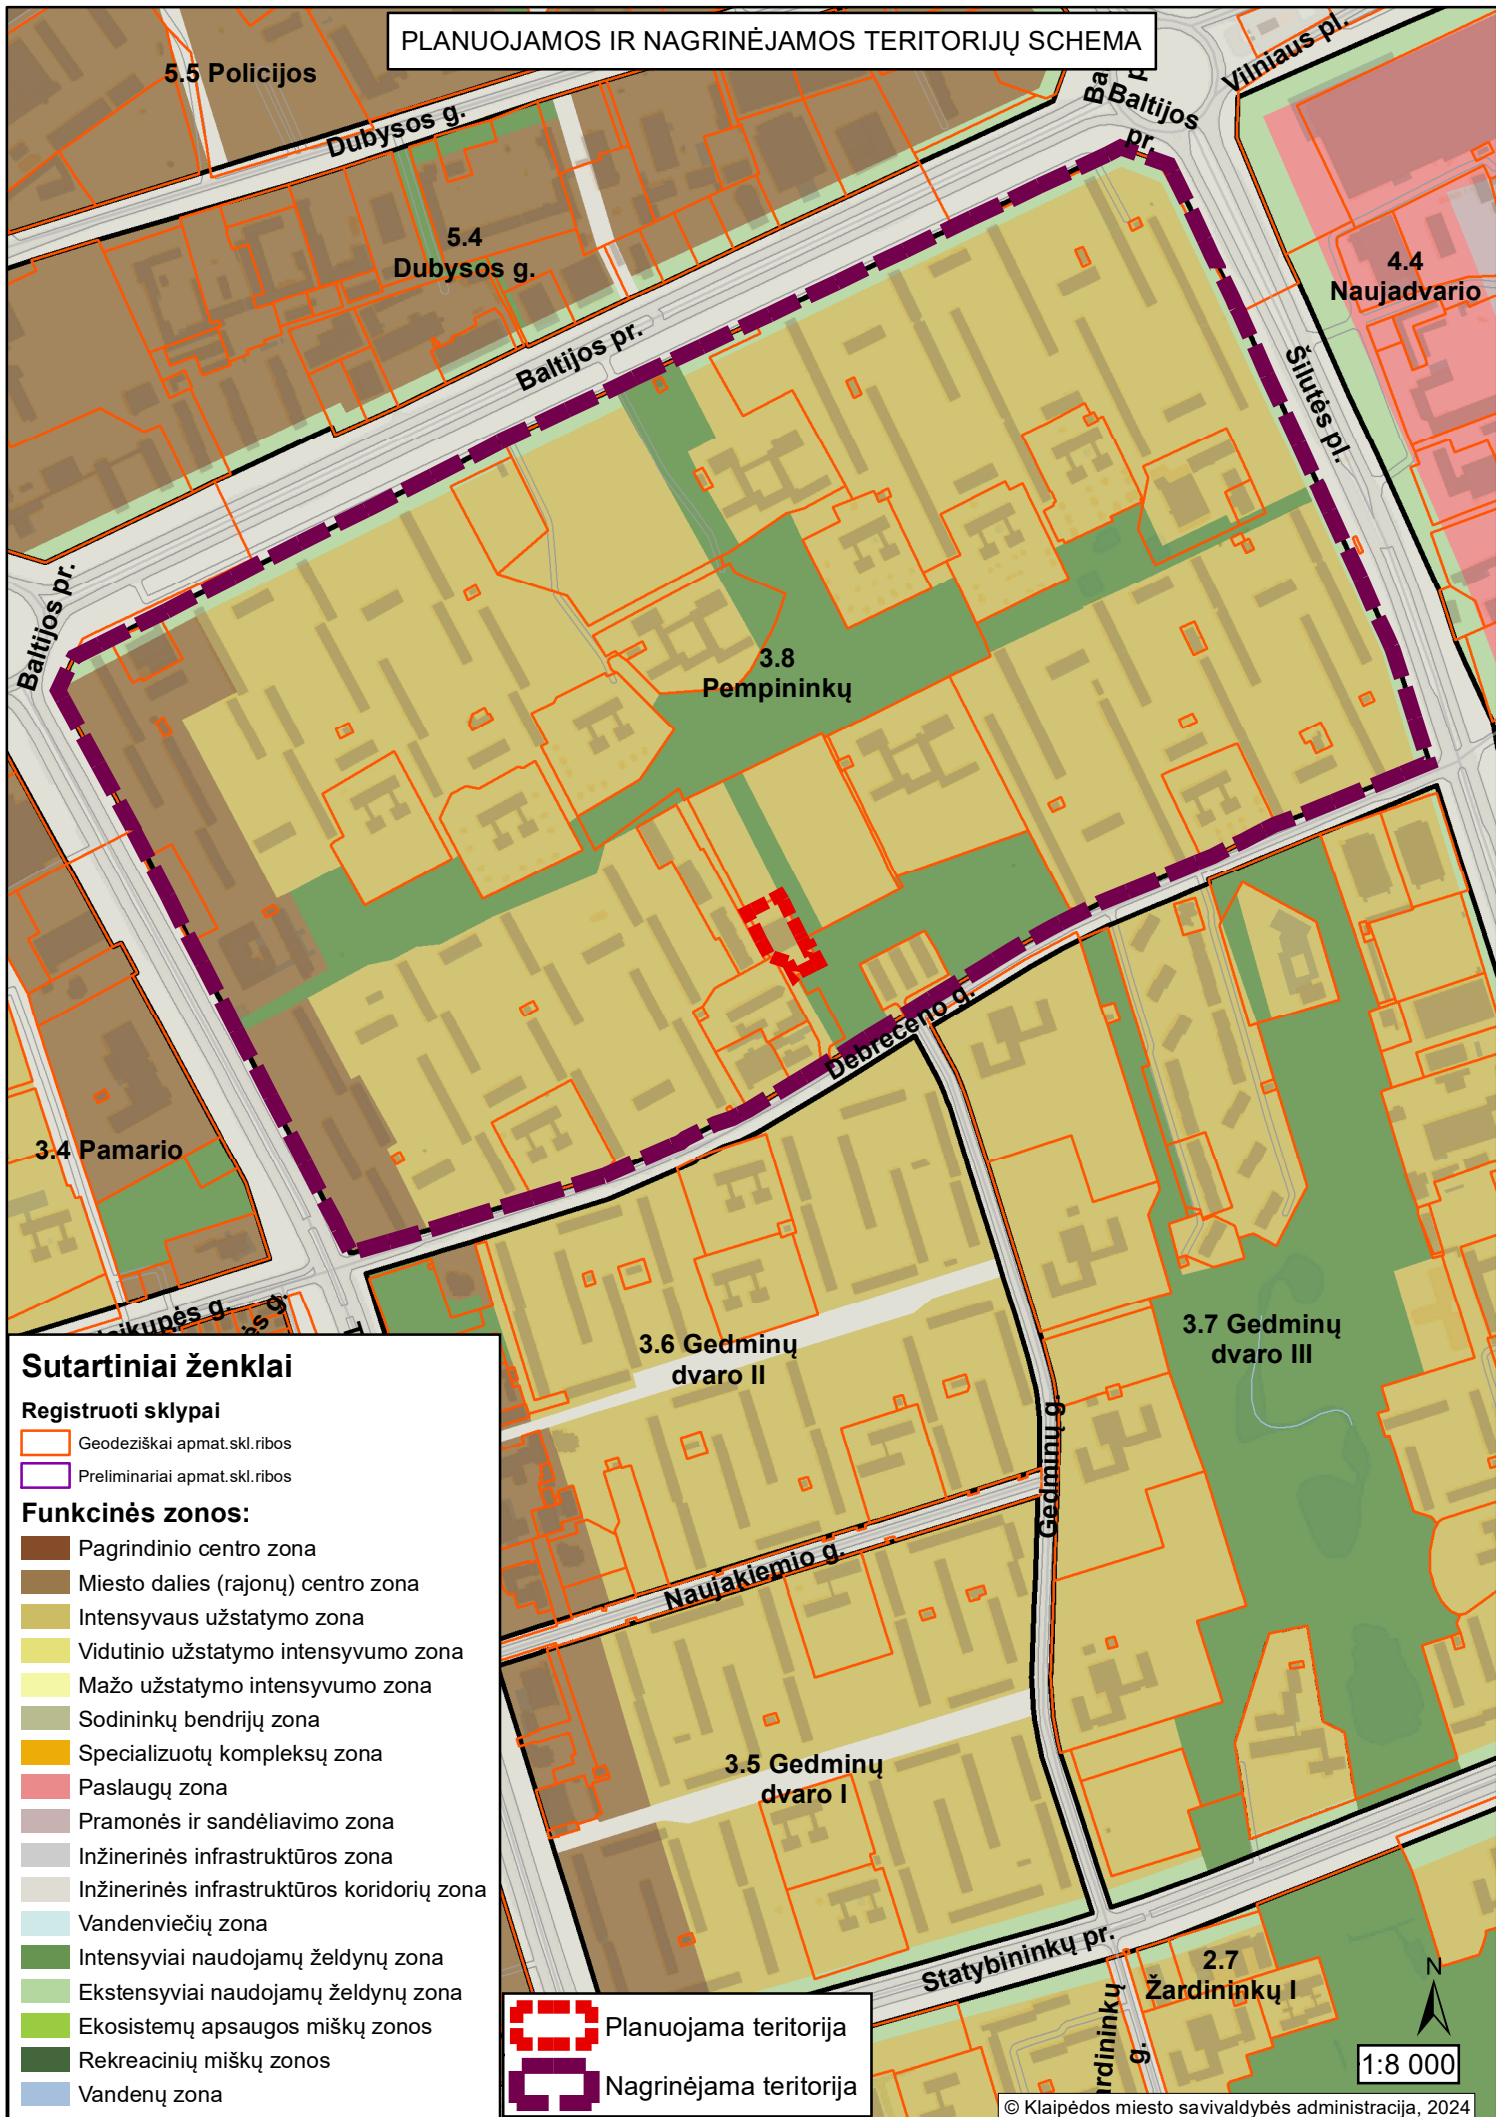 PLANUOJAMOS IR NAGRINĖJAMOS TERITORIJŲ SCHEMA
5.5 Policijos
Dubysos g.
Baltijos
pr.
Vilniaus pl.
5.4
Dubysos g.
4.4
Naujadvario
Baltijos pr.
Šilutės pl.
Baltijos pr.
3.8
Pempininkų
Debreceno g.
3.4 Pamario
3.6 Gedminų
dvaro II
3.7 Gedminų
dvaro III
Gedminų g.
Naujakiemio g.
3.5 Gedminų
dvaro I
Statybininkų pr.
2.7
Žardininkų I
Sutartiniai ženklai
Registruoti sklypai
Geodeziškai apmat.skl.ribos
Preliminariai apmat.skl.ribos
Funkcinės zonos:
Pagrindinio centro zona
Miesto dalies (rajonų) centro zona
Intensyvaus užstatymo zona
Vidutinio užstatymo intensyvumo zona
Mažo užstatymo intensyvumo zona
Sodininkų bendrijų zona
Specializuotų kompleksų zona
Paslaugų zona
Pramonės ir sandėliavimo zona
Inžinerinės infrastruktūros zona
Inžinerinės infrastruktūros koridorių zona
Vandenviečių zona
Intensyviai naudojamų želdynų zona
Ekstensyviai naudojamų želdynų zona
Ekosistemų apsaugos miškų zonos
Rekreacinių miškų zonos
Vandenų zona
Planuojama teritorija
Nagrinėjama teritorija
N
1:8 000
© Klaipėdos miesto savivaldybės administracija, 2024